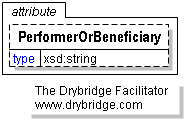 attribute
PerformerOrBeneficiary
type xsd:string
The Drybridge Facilitator
www.drybridge.com